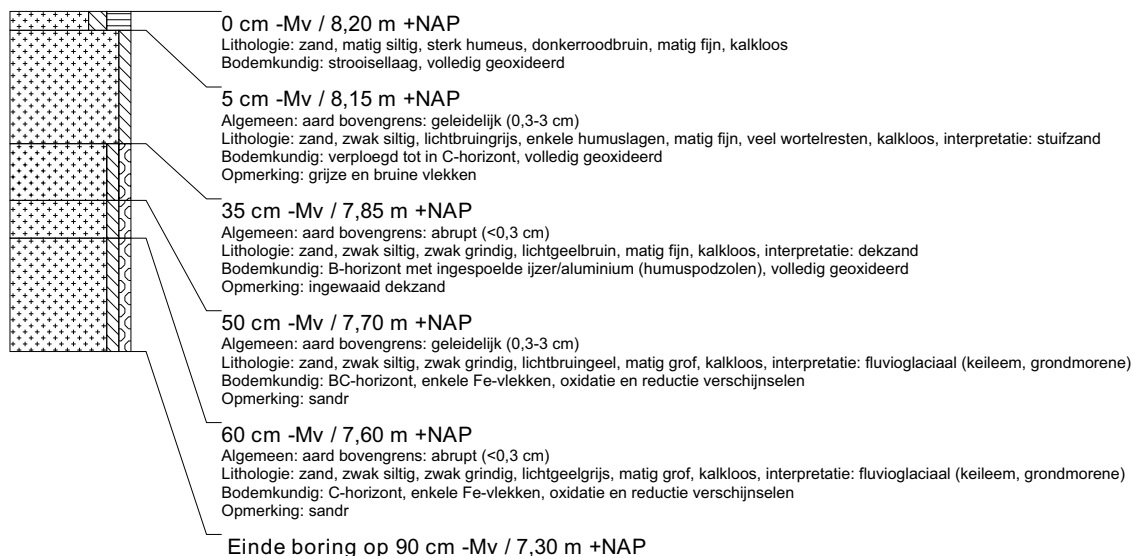 0 cm -Mv / 8,20 m +NAP
Lithologie: zand, matig siltig, sterk humeus, donkerroodbruin, matig fijn, kalkloos
Bodemkundig: strooisellaag, volledig geoxideerd
5 cm -Mv / 8,15 m +NAP
Algemeen: aard bovengrens: geleidelijk (0,3-3 cm)
Lithologie: zand, zwak siltig, lichtbruingrijs, enkele humuslagen, matig fijn, veel wortelresten, kalkloos, interpretatie: stuifzand
Bodemkundig: verploegd tot in C-horizont, volledig geoxideerd
Opmerking: grijze en bruine vlekken
35 cm -Mv / 7,85 m +NAP
Algemeen: aard bovengrens: abrupt (<0,3 cm)
Lithologie: zand, zwak siltig, zwak grindig, lichtgeelbruin, matig fijn, kalkloos, interpretatie: dekzand
Bodemkundig: B-horizont met ingespoelde ijzer/aluminium (humuspodzolen), volledig geoxideerd
Opmerking: ingewaaid dekzand
50 cm -Mv / 7,70 m +NAP
Algemeen: aard bovengrens: geleidelijk (0,3-3 cm)
Lithologie: zand, zwak siltig, zwak grindig, lichtbruingeel, matig grof, kalkloos, interpretatie: fluvioglaciaal (keileem, grondmorene)
Bodemkundig: BC-horizont, enkele Fe-vlekken, oxidatie en reductie verschijnselen
Opmerking: sandr
60 cm -Mv / 7,60 m +NAP
Algemeen: aard bovengrens: abrupt (<0,3 cm)
Lithologie: zand, zwak siltig, zwak grindig, lichtgeelgrijs, matig grof, kalkloos, interpretatie: fluvioglaciaal (keileem, grondmorene)
Bodemkundig: C-horizont, enkele Fe-vlekken, oxidatie en reductie verschijnselen
Opmerking: sandr
Einde boring op 90 cm -Mv / 7,30 m +NAP